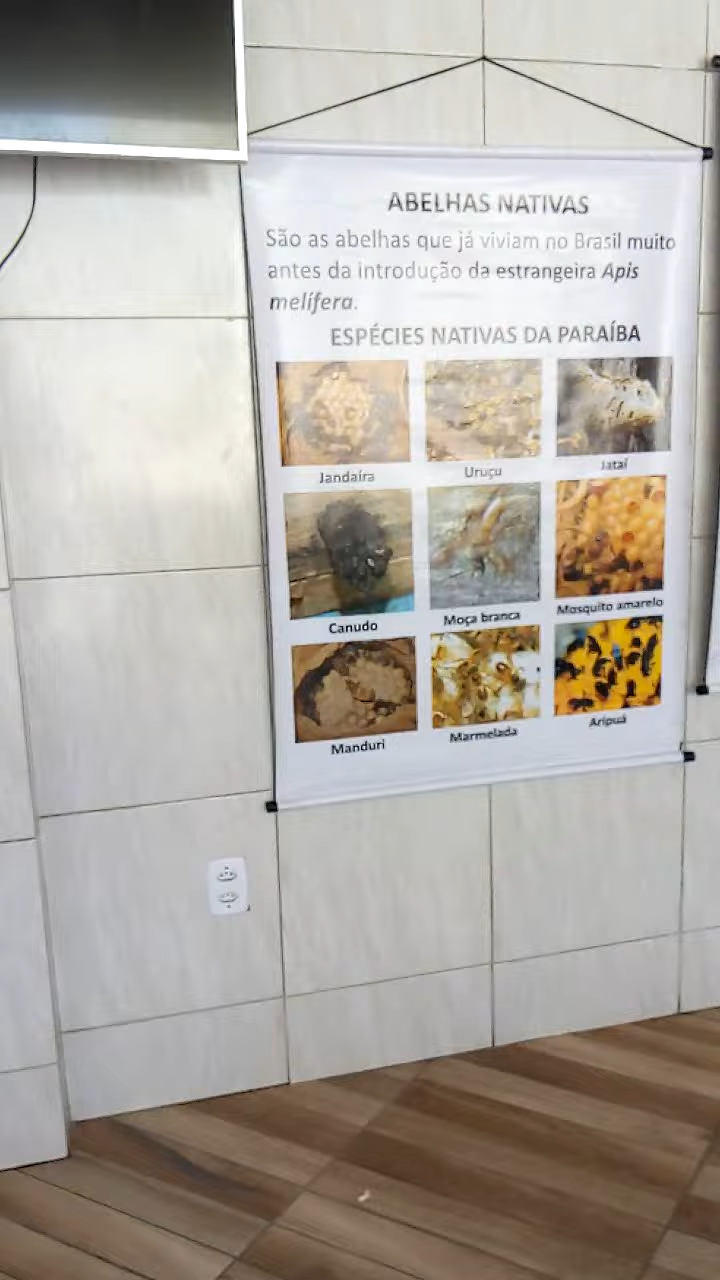 ABELHAS NATIVAS
São as abelhas que já viviam no Brasil muito
antes da introdução da estrangeira Apis
melífera.
ESPÉCIES NATIVAS DA PARAÍBA
Jandaíra Uruçu Jataí
Canudo Moça branca Mosquito amarelo
Manduri Marmelada Aripuá